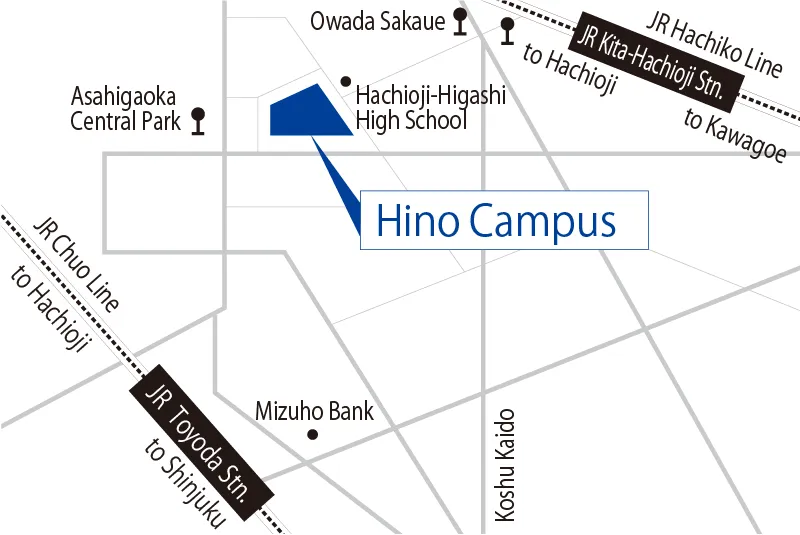 Owada Sakaue
JR Hachiko Line
JR Kita-Hachioji Stn.
to Hachioji
to Kawagoe
Asahigaoka
Central Park
Hachioji-Higashi
High School
Hino Campus
JR Chuo Line
to Hachioji
JR Toyoda Stn.
to Shinjuku
Mizuho Bank
Koshu Kaido